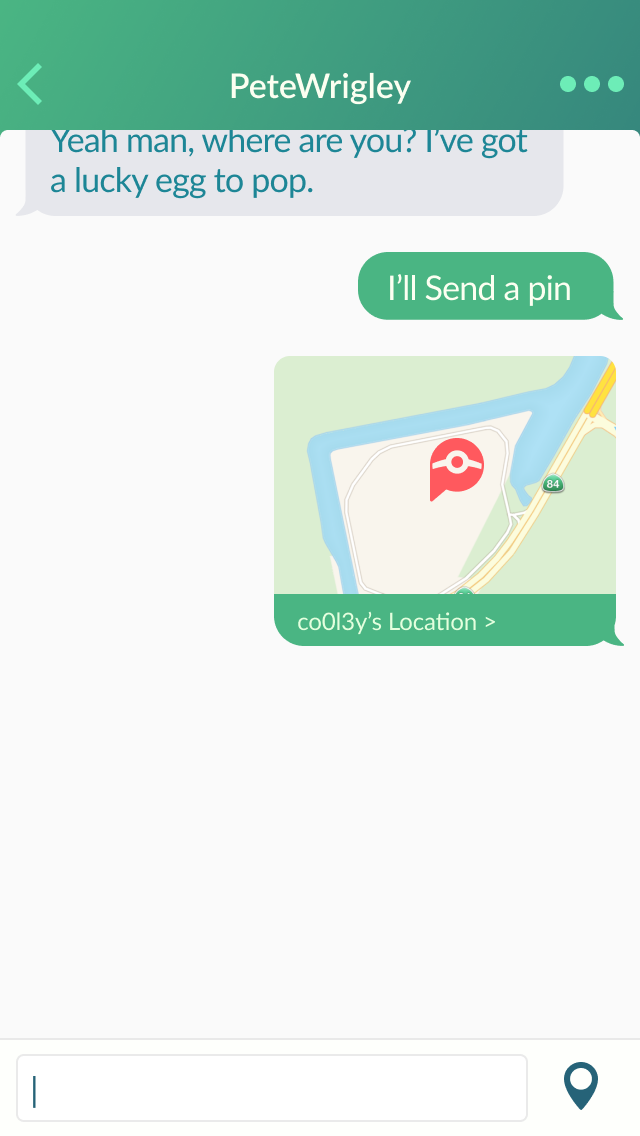 PeteWrigley
Yeah man, where are you? I've got
a lucky egg to pop.
I'll Send a pin
84
co0l3y's Location >